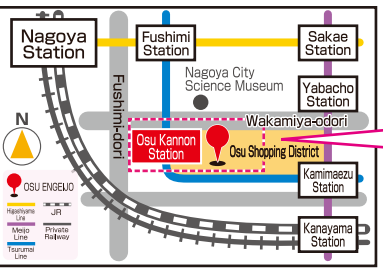 Nagoya
Station
Fushimi
Station
Sakae
Station
Nagoya City
Science Museum
Yabacho
Station
Fushimi-dori
Wakamiya-odori
N
Osu Kannon
Station
Osu Shopping District
Kamimaezu
Station
OSU ENGEIJO
Higashiyama
Line
JR
Meijo
Line
Private
Railway
Tsurumai
Line
Kanayama
Station